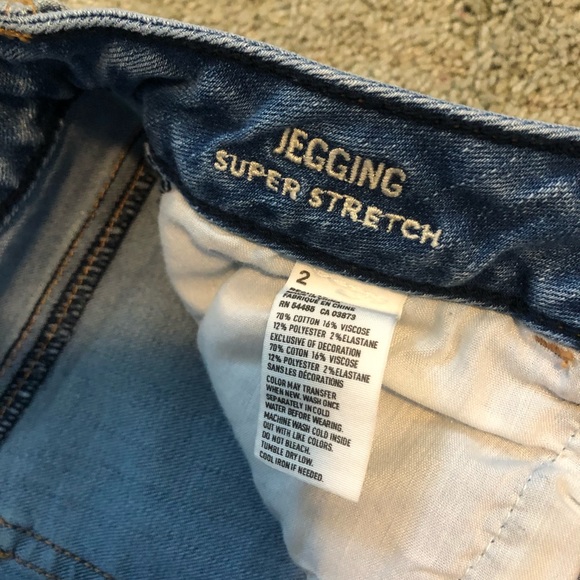 JEGGING
SUPER STRETCH
2
FABRIQUE EN CHINE
RN 54485 CA 03873
70% COTTON 16% VISCOSE
12% POLYESTER 2% ELASTANE
EXCLUSIVE OF DECORATION
70% COTON 16% VISCOSE
12% POLYESTER 2% ELASTANE
SANS LES DÉCORATIONS
COLOR MAY TRANSFER
WHEN NEW. WASH ONCE
SEPARATELY IN COLD
WATER BEFORE WEARING.
MACHINE WASH COLD INSIDE
OUT WITH LIKE COLORS.
DO NOT BLEACH.
TUMBLE DRY LOW.
COOL IRON IF NEEDED.